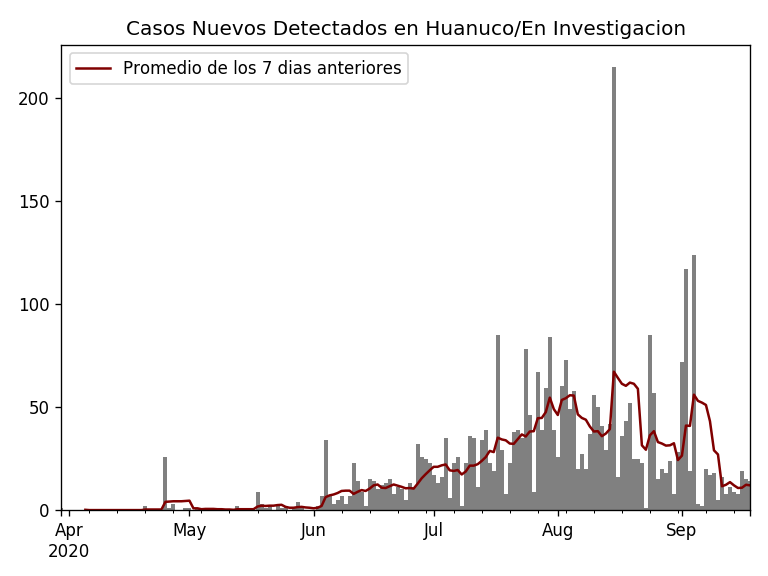 Casos Nuevos Detectados en Huanuco/En Investigacion
Promedio de los 7 dias anteriores
200
150
100
50
0
Apr May Jun Jul Aug Sep
2020